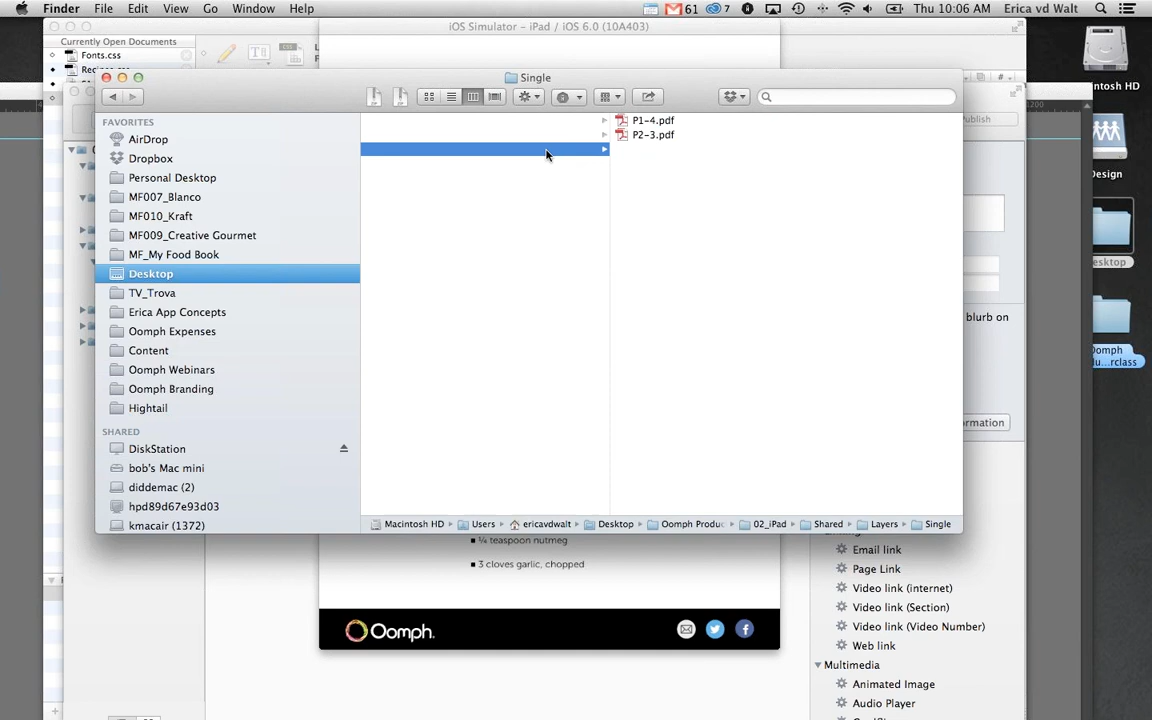 Finder File Edit View Go Window Help
61 7 Thu 10:06 AM Erica vd Walt
iOS Simulator - iPad / iOS 6.0 (10A403)
Currently Open Documents
Fonts.css
Single
ntosh HD
1200
Publish
FAVORITES
AirDrop
Dropbox
Personal Desktop
MF007_Blanco
MF010_Kraft
MF009_Creative Gourmet
MF_My Food Book
Desktop
TV_Trova
Erica App Concepts
Oomph Expenses
Content
Oomph Webinars
Oomph Branding
Hightail
SHARED
DiskStation
bob's Mac mini
diddemac (2)
hpd89d67e93d03
kmacair (1372)
P1-4.pdf
P2-3.pdf
Design
esktop
blurb on
Oomph
u...rclass
rmation
Macintosh HD Users ericavdwalt Desktop Oomph Produc 02_iPad Shared Layers Single
¼ teaspoon nutmeg
3 cloves garlic, chopped
Oomph.
Email link
Page Link
Video link (internet)
Video link (Section)
Video link (Video Number)
Web link
Multimedia
Animated Image
Audio Player